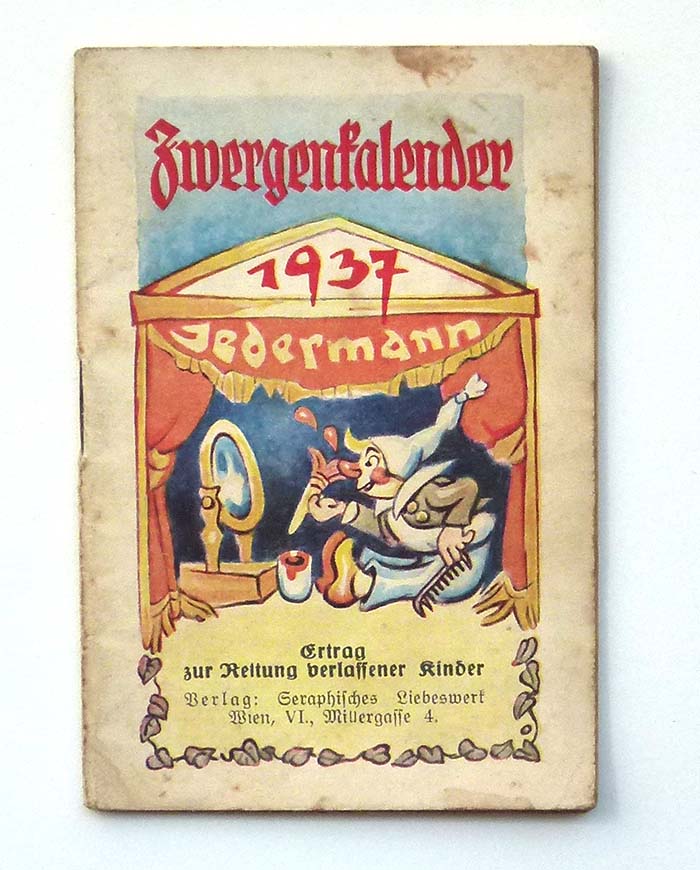 Zwergenkalender
1937
Jedermann
Ertrag
zur Rettung verlassener Kinder
Verlag: Seraphisches Liebeswerk
Wien, VI., Millergasse 4.